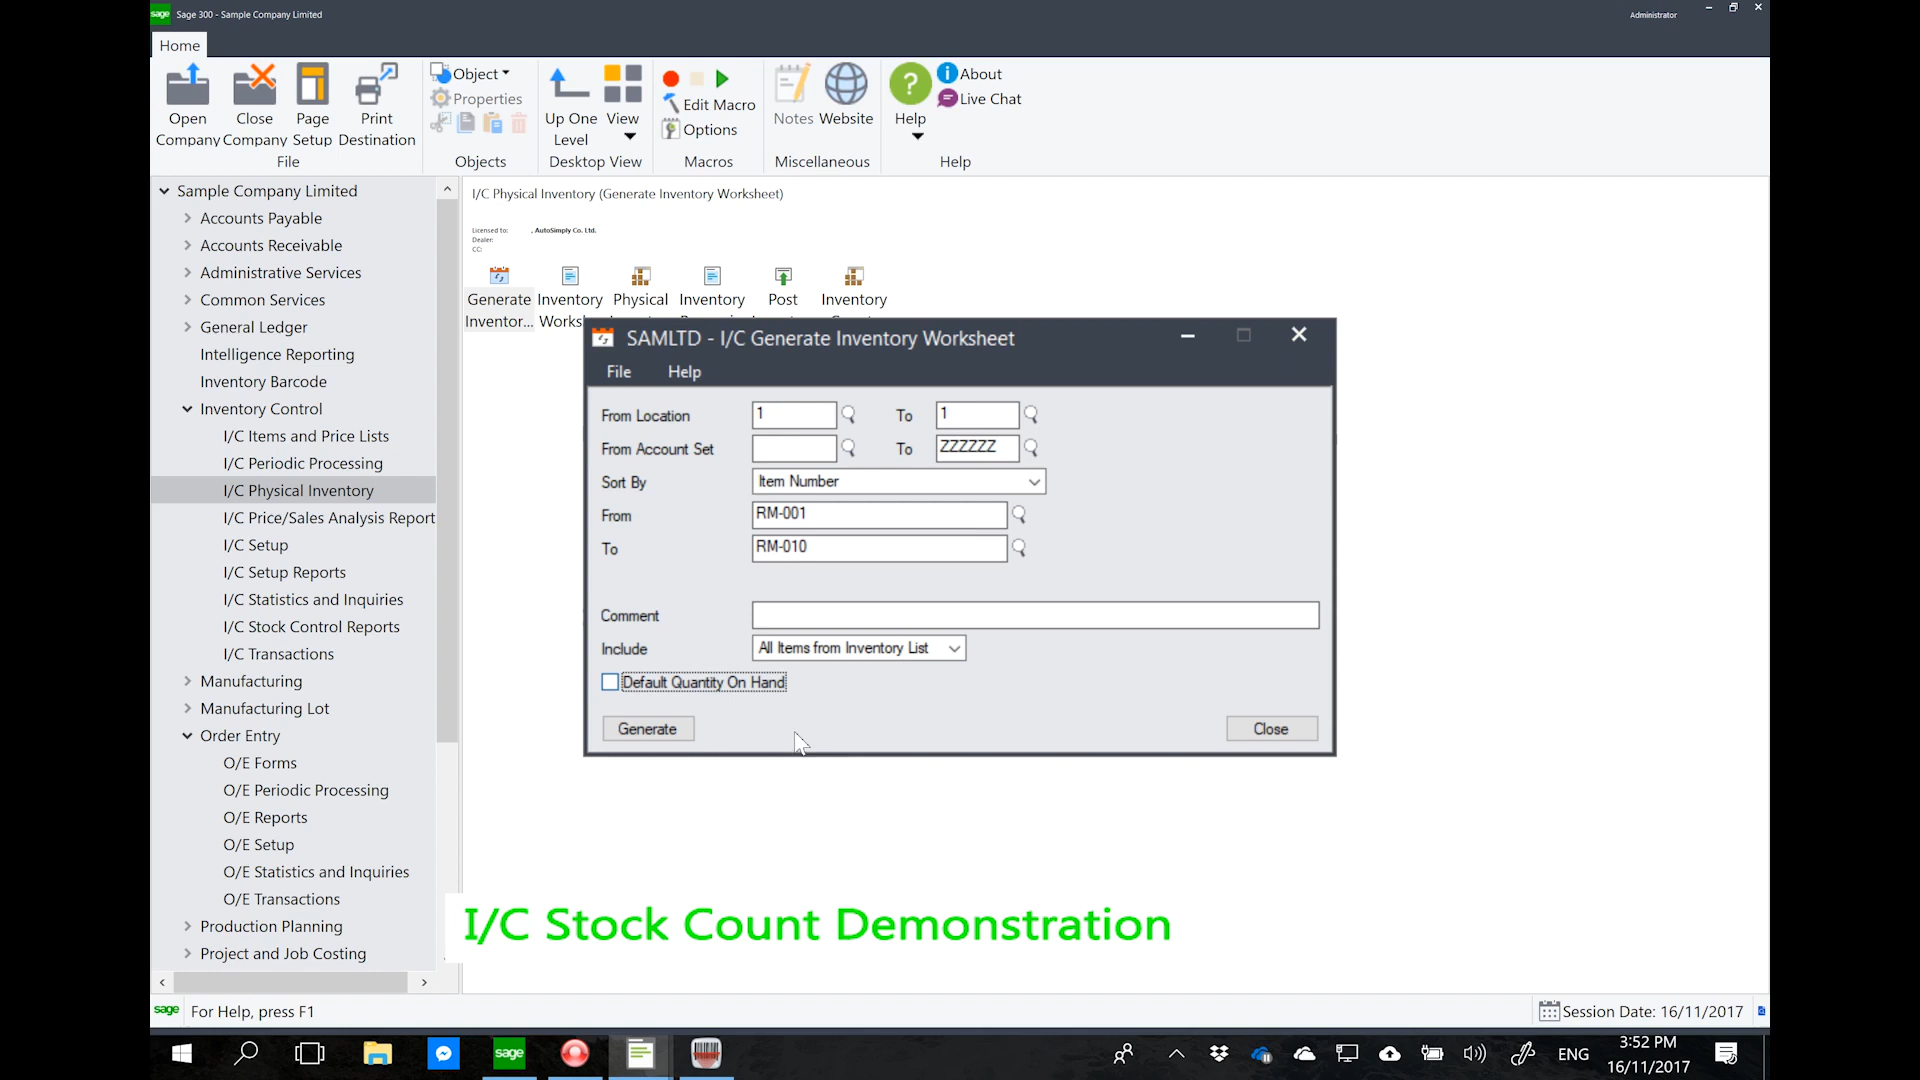 sage Sage 300 - Sample Company Limited
Administrator
Home
Open Company
Close Company
Page Setup
Print Destination
File
Object
Properties
Objects
Up One Level
View
Desktop View
Edit Macro
Options
Macros
Notes
Website
Miscellaneous
Help
About
Live Chat
Help
Sample Company Limited
Accounts Payable
Accounts Receivable
Administrative Services
Common Services
General Ledger
Intelligence Reporting
Inventory Barcode
Inventory Control
I/C Items and Price Lists
I/C Periodic Processing
I/C Physical Inventory
I/C Price/Sales Analysis Report
I/C Setup
I/C Setup Reports
I/C Statistics and Inquiries
I/C Stock Control Reports
I/C Transactions
Manufacturing
Manufacturing Lot
Order Entry
O/E Forms
O/E Periodic Processing
O/E Reports
O/E Setup
O/E Statistics and Inquiries
O/E Transactions
Production Planning
Project and Job Costing
I/C Physical Inventory (Generate Inventory Worksheet)
Licensed to: , AutoSimply Co. Ltd.
Dealer:
CC:
Generate Inventor...
Inventory Works
Physical
Inventory
Post
Inventory
SAMLTD - I/C Generate Inventory Worksheet
File Help
From Location 1 To 1
From Account Set To ZZZZZZ
Sort By Item Number
From RM-001
To RM-010
Comment
Include All Items from Inventory List
Default Quantity On Hand
Generate Close
I/C Stock Count Demonstration
sage For Help, press F1
Session Date: 16/11/2017
sage
ENG
3:52 PM
16/11/2017